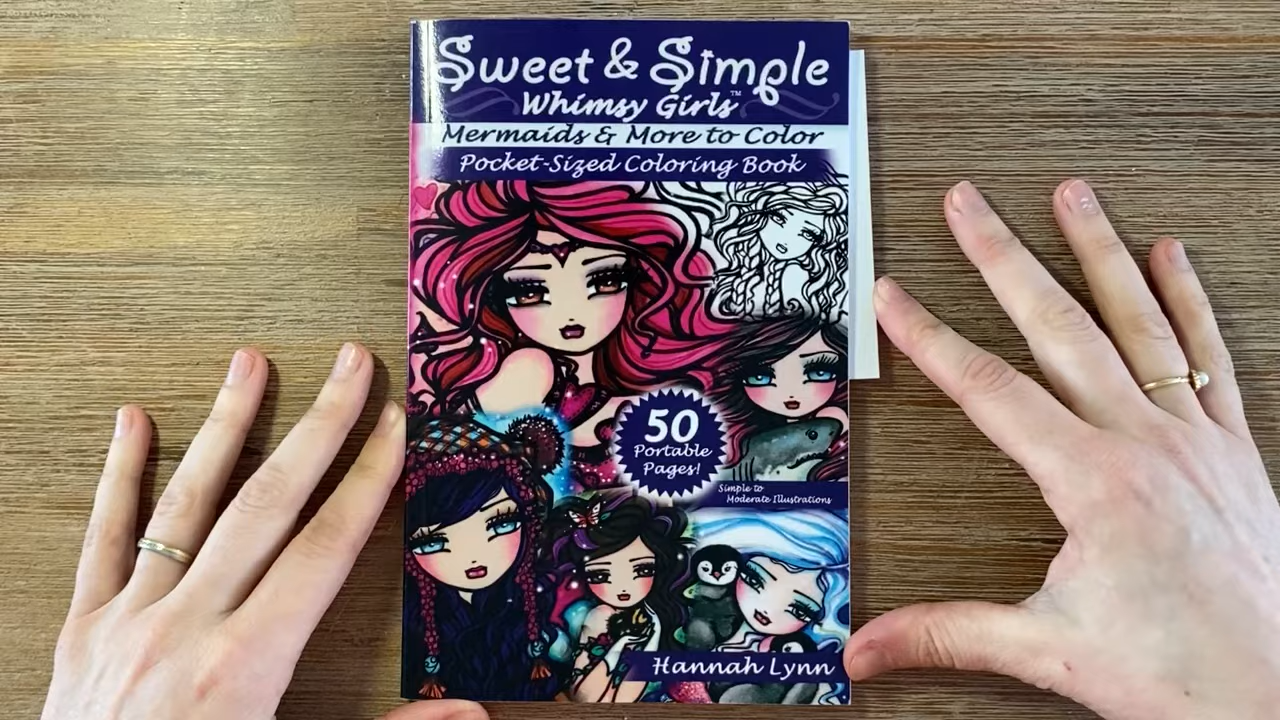 Sweet & Simple
Whimsy Girls™
Mermaids & More to Color
Pocket-Sized Coloring Book
50
Portable
Pages!
Simple to
Moderate Illustrations
Hannah Lynn